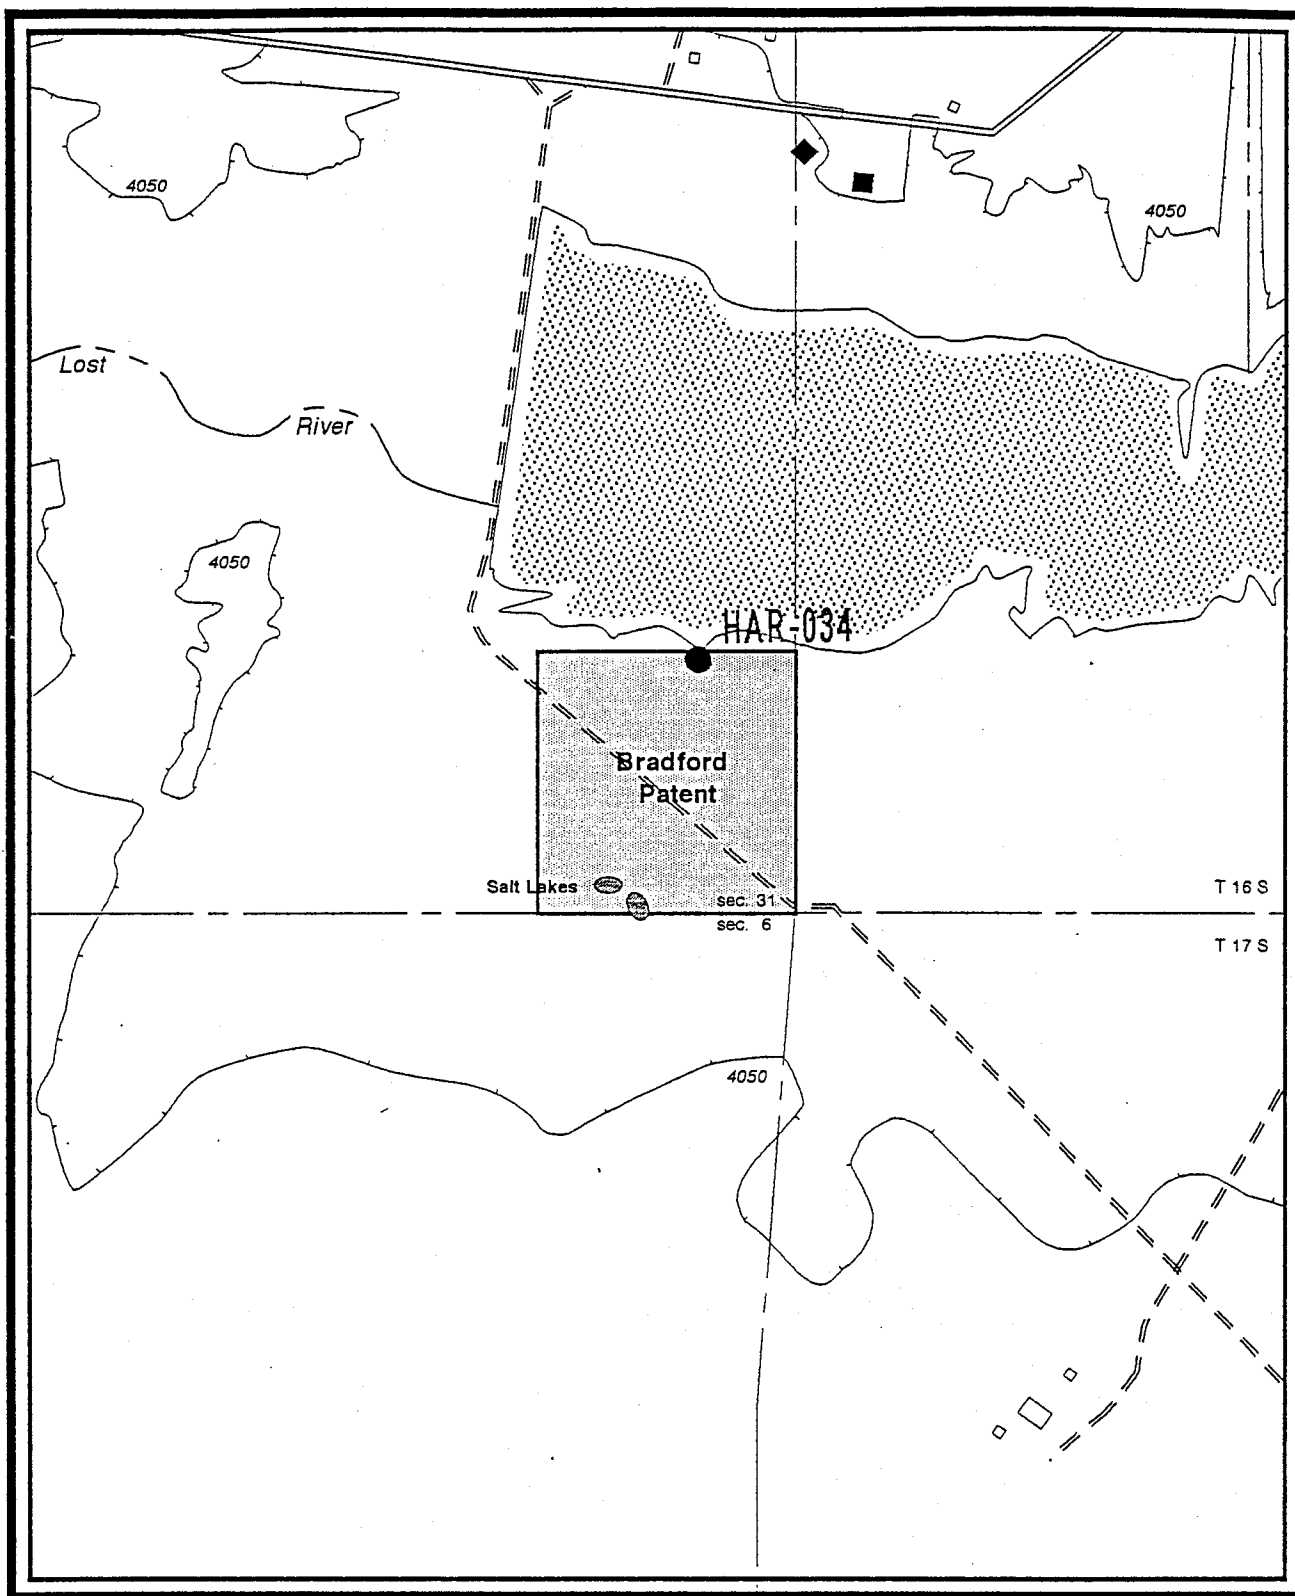 4050
4050
Lost
River
4050
HAR-034
Bradford
Patent
Salt Lakes
sec. 31
T 16 S
sec. 6
T 17 S
4050